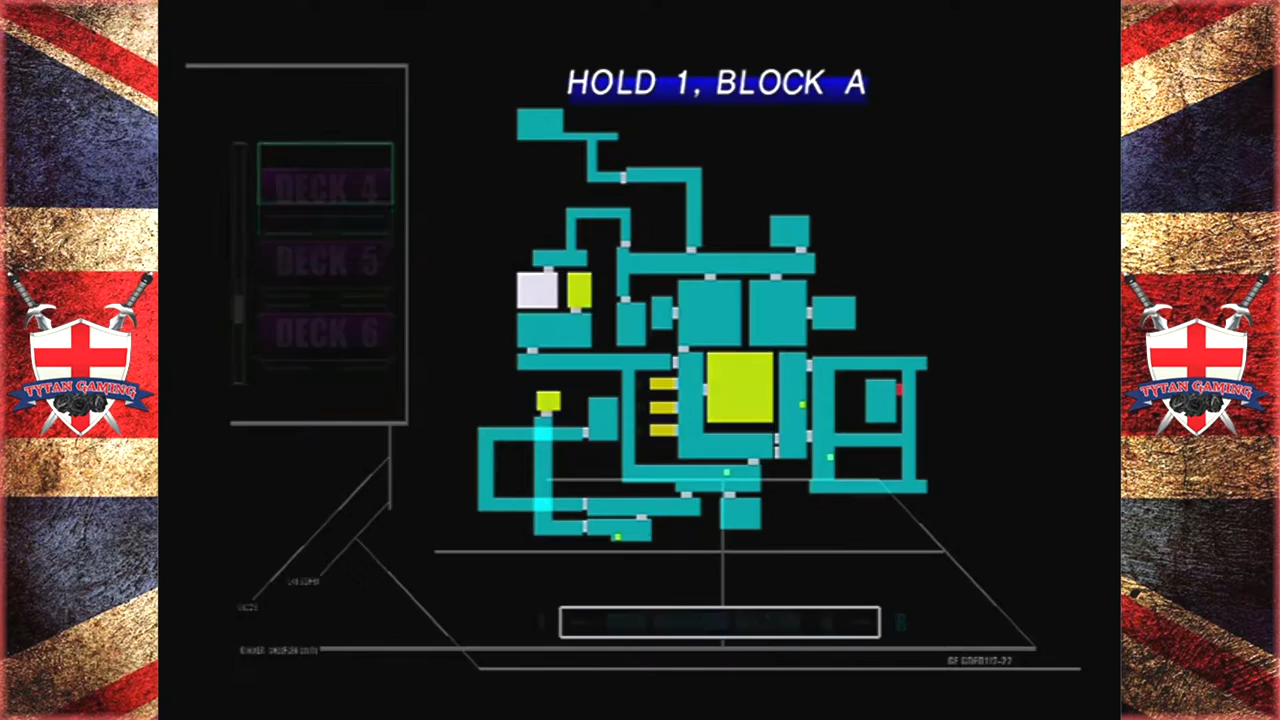 HOLD 1, BLOCK A
DECK 4
DECK 5
DECK 6
TYTAN GAMING
TYTAN GAMING